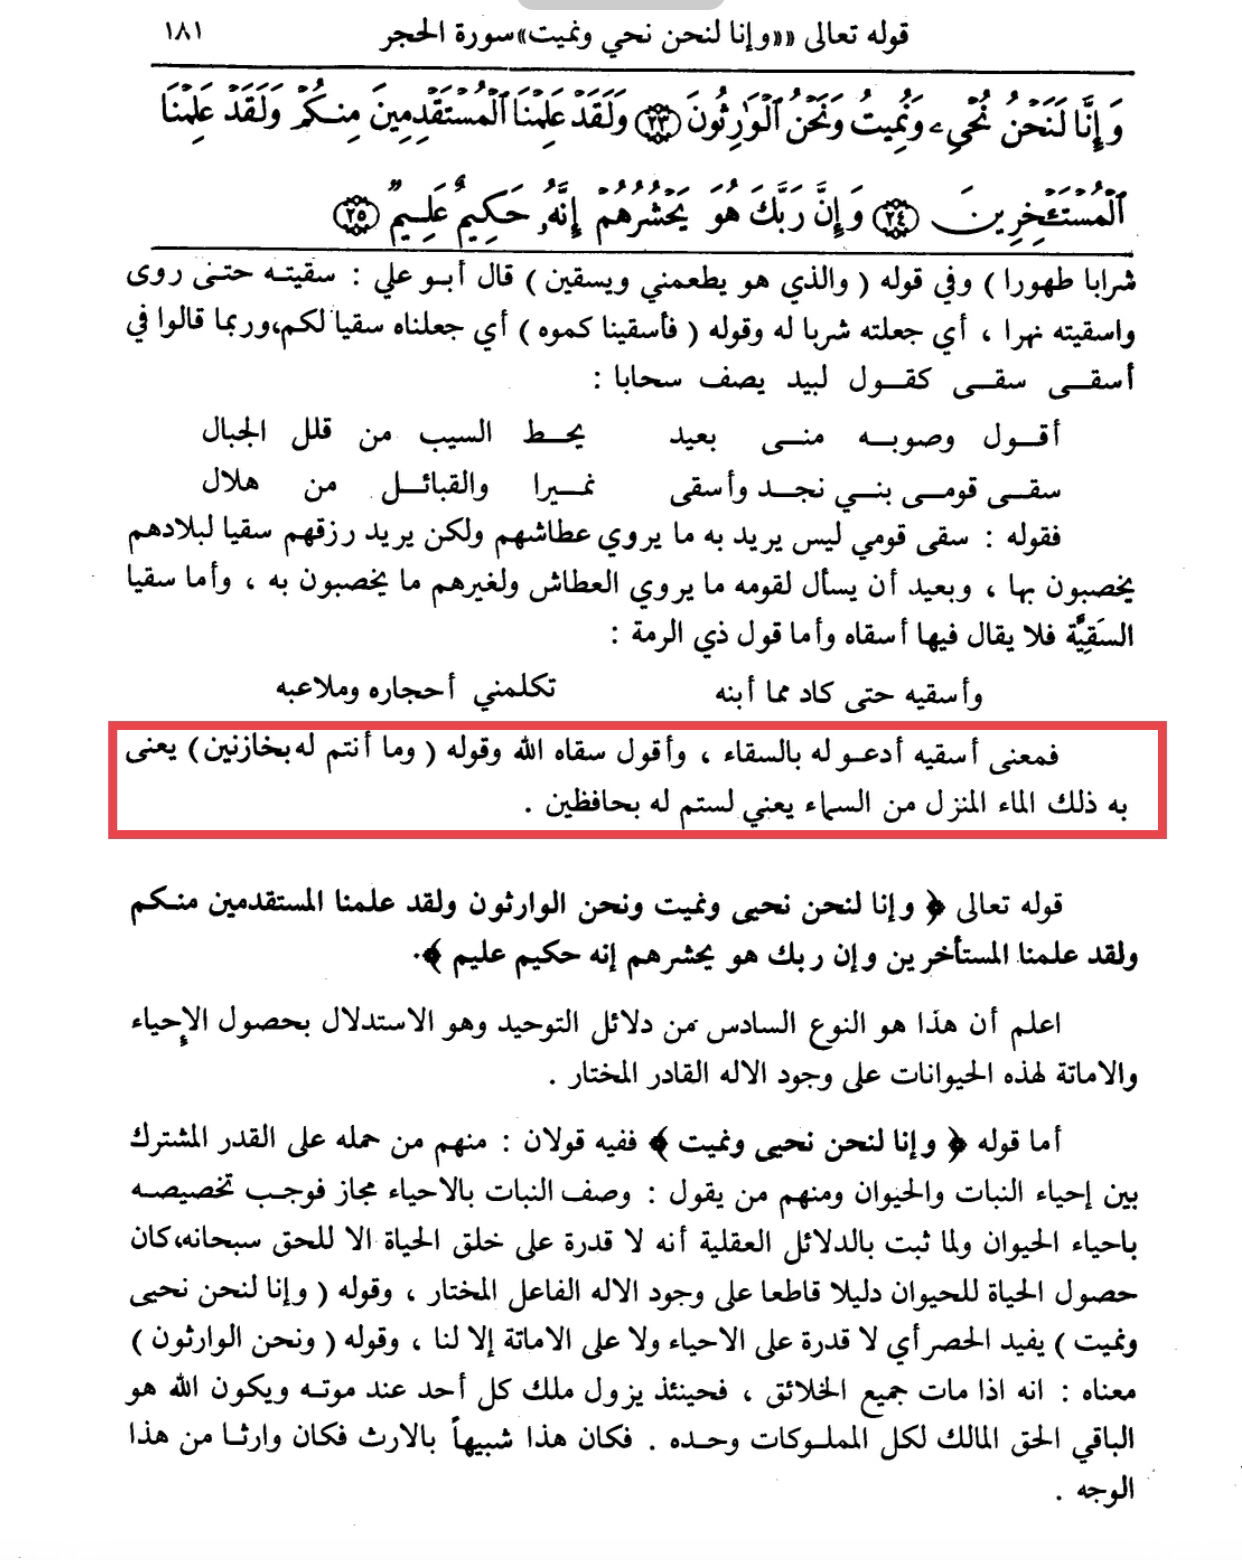 قوله تعالى ««وإنا لنحن نحي ونميت» سورة الحجر ١٨١
وَإِنَّا لَنَحْنُ نُحْيِۦ وَنُمِيتُ وَنَحْنُ ٱلْوَٰرِثُونَ ٢٣ وَلَقَدْ عَلِمْنَا ٱلْمُسْتَقْدِمِينَ مِنكُمْ وَلَقَدْ عَلِمْنَا
ٱلْمُسْتَـْٔخِرِينَ ٢٤ وَإِنَّ رَبَّكَ هُوَ يَحْشُرُهُمْ إِنَّهُۥ حَكِيمٌ عَلِيمٌ ٢٥
شرابا طهورا ) وفي قوله ( والذي هو يطعمني ويسقين ) قال أبو علي : سقيته حتى روى
واسقيته نهرا ، أي جعلته شربا له وقوله ( فأسقينا كموه ) أي جعلناه سقيا لكم،وربما قالوا في
أسقى سقى كقول لبيد يصف سحابا :
أقول وصوبه منى بعيد يحط السيب من قلل الجبال
سقى قومى بني نجد وأسقى نميرا والقبائل من هلال
فقوله : سقى قومي ليس يريد به ما يروي عطاشهم ولكن يريد رزقهم سقيا لبلادهم
يخصبون بها ، وبعيد أن يسأل لقومه ما يروي العطاش ولغيرهم ما يخصبون به ، وأما سقيا
السَقِيَّة فلا يقال فيها أسقاه وأما قول ذي الرمة :
وأسقيه حتى كاد مما أبنه تكلمني أحجاره وملاعبه
فمعنى أسقيه أدعو له بالسقاء ، وأقول سقاه الله وقوله ( وما أنتم له بخازنين ) يعنى
به ذلك الماء المنزل من السماء يعني لستم له بحافظين .
قوله تعالى ﴿ وإنا لنحن نحيى ونميت ونحن الوارثون ولقد علمنا المستقدمين منكم
ولقد علمنا المستأخرين وإن ربك هو يحشرهم إنه حكيم عليم ﴾.
اعلم أن هذا هو النوع السادس من دلائل التوحيد وهو الاستدلال بحصول الإحياء
والاماتة لهذه الحيوانات على وجود الاله القادر المختار .
أما قوله ﴿ وإنا لنحن نحيى ونميت ﴾ ففيه قولان : منهم من حمله على القدر المشترك
بين إحياء النبات والحيوان ومنهم من يقول : وصف النبات بالاحياء مجاز فوجب تخصيصه
باحياء الحيوان ولما ثبت بالدلائل العقلية أنه لا قدرة على خلق الحياة الا للحق سبحانه،كان
حصول الحياة للحيوان دليلا قاطعا على وجود الاله الفاعل المختار ، وقوله ( وإنا لنحن نحيى
ونميت ) يفيد الحصر أي لا قدرة على الاحياء ولا على الاماتة إلا لنا ، وقوله ( ونحن الوارثون )
معناه : انه اذا مات جميع الخلائق ، فحينئذ يزول ملك كل أحد عند موته ويكون الله هو
الباقي الحق المالك لكل المملوكات وحده . فكان هذا شبيهاً بالارث فكان وارثا من هذا
الوجه .